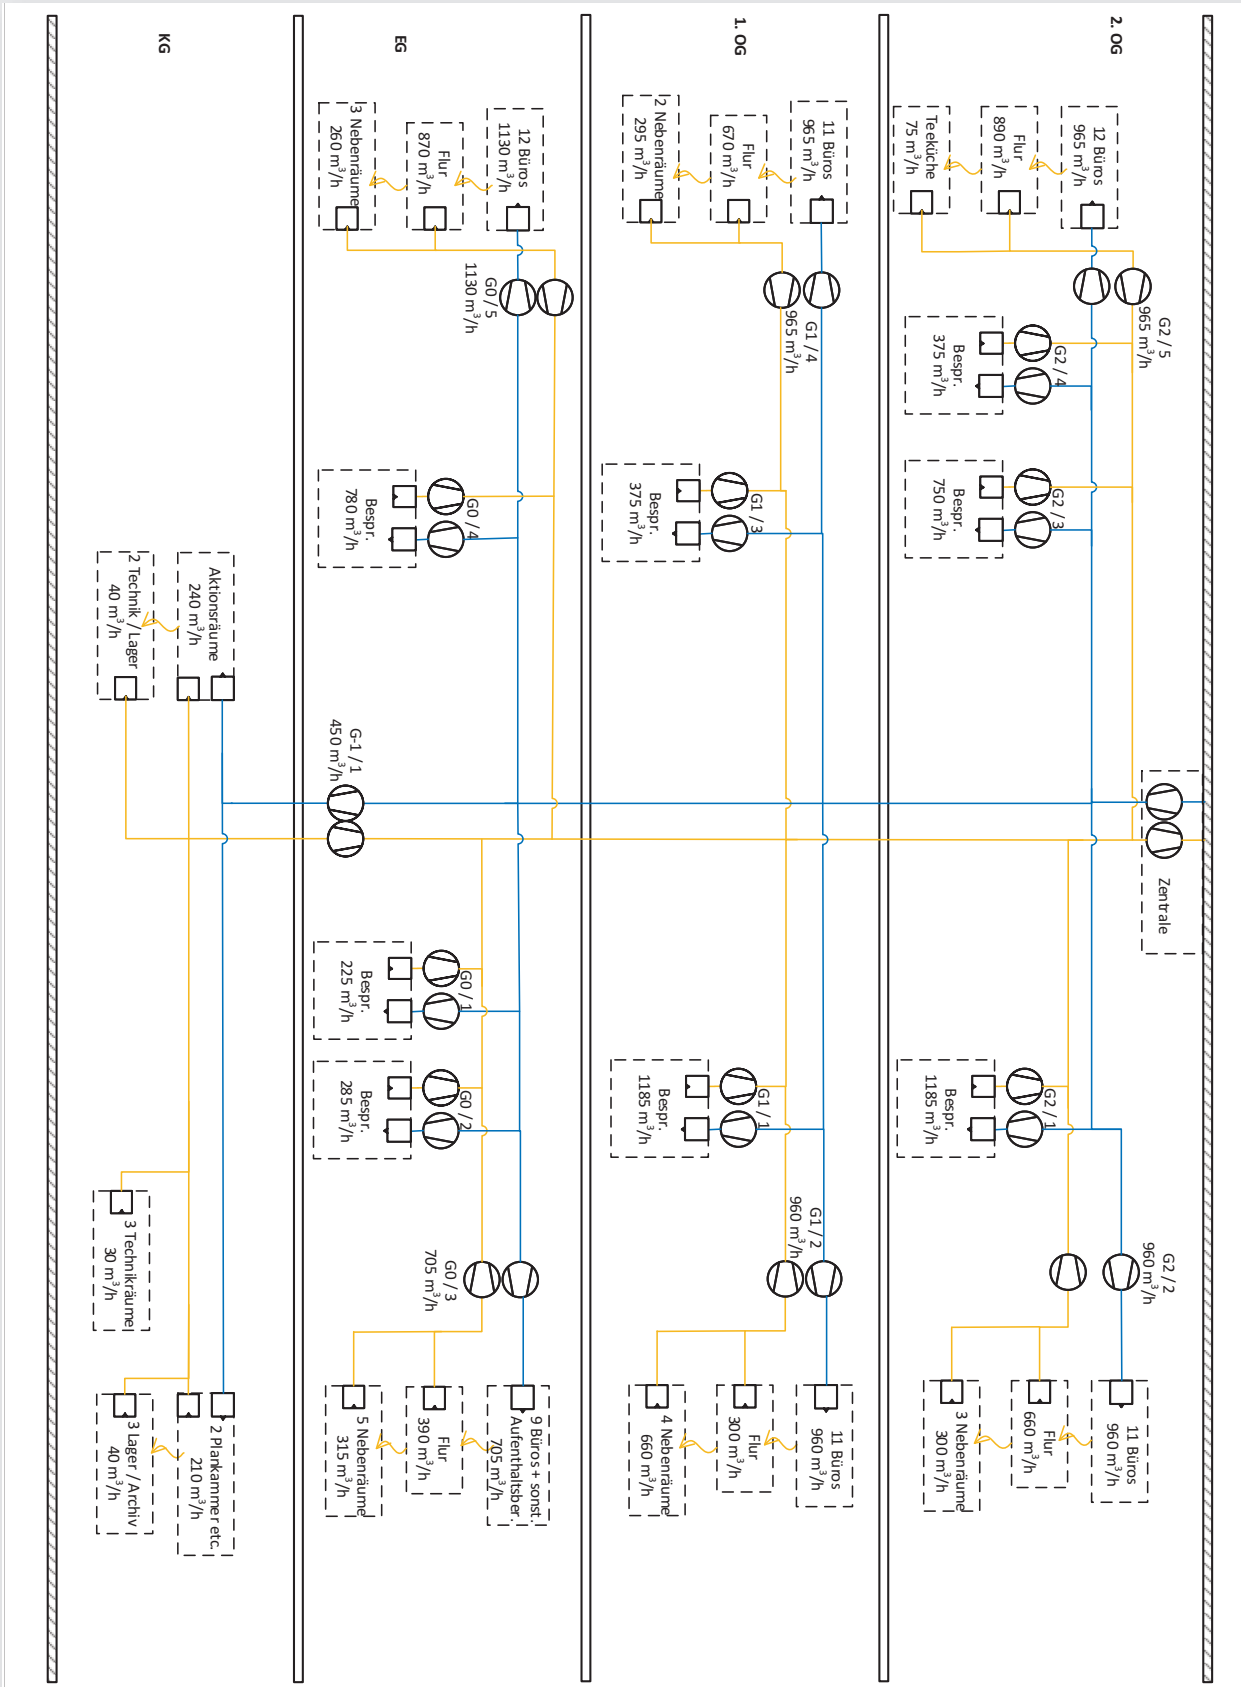 2. OG
12 Büros
965 m³/h
Flur
890 m³/h
Teeküche
75 m³/h
G2 / 5
965 m³/h
G2 / 4
Bespr.
375 m³/h
G2 / 3
Bespr.
750 m³/h
Zentrale
G2 / 1
Bespr.
1185 m³/h
G2 / 2
960 m³/h
11 Büros
960 m³/h
Flur
660 m³/h
3 Nebenräume
300 m³/h
1. OG
11 Büros
965 m³/h
Flur
670 m³/h
2 Nebenräume
295 m³/h
G1 / 4
965 m³/h
G1 / 3
Bespr.
375 m³/h
G1 / 1
Bespr.
1185 m³/h
G1 / 2
960 m³/h
11 Büros
960 m³/h
Flur
300 m³/h
4 Nebenräume
660 m³/h
EG
12 Büros
1130 m³/h
Flur
870 m³/h
3 Nebenräume
260 m³/h
G0 / 5
1130 m³/h
G0 / 4
Bespr.
780 m³/h
G-1 / 1
450 m³/h
G0 / 1
Bespr.
225 m³/h
G0 / 2
Bespr.
285 m³/h
G0 / 3
705 m³/h
9 Büros + sonst.
Aufenthaltsber.
705 m³/h
Flur
390 m³/h
5 Nebenräume
315 m³/h
KG
Aktionsräume
240 m³/h
2 Technik / Lager
40 m³/h
3 Technikräume
30 m³/h
2 Plankammer etc.
210 m³/h
3 Lager / Archiv
40 m³/h